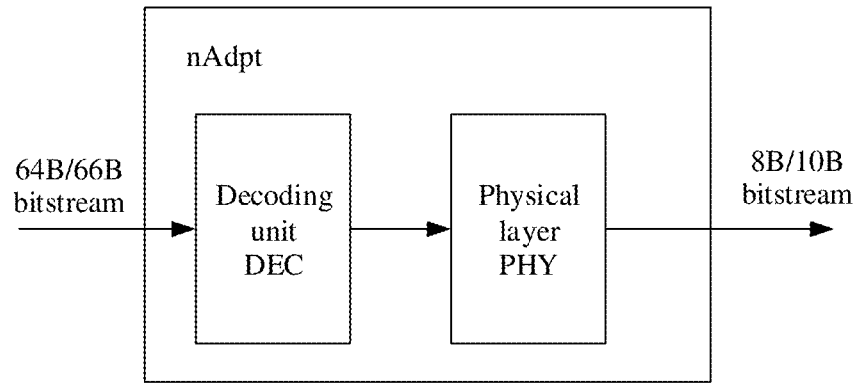 nAdpt
64B/66B
bitstream
Decoding
unit
DEC
Physical
layer
PHY
8B/10B
bitstream